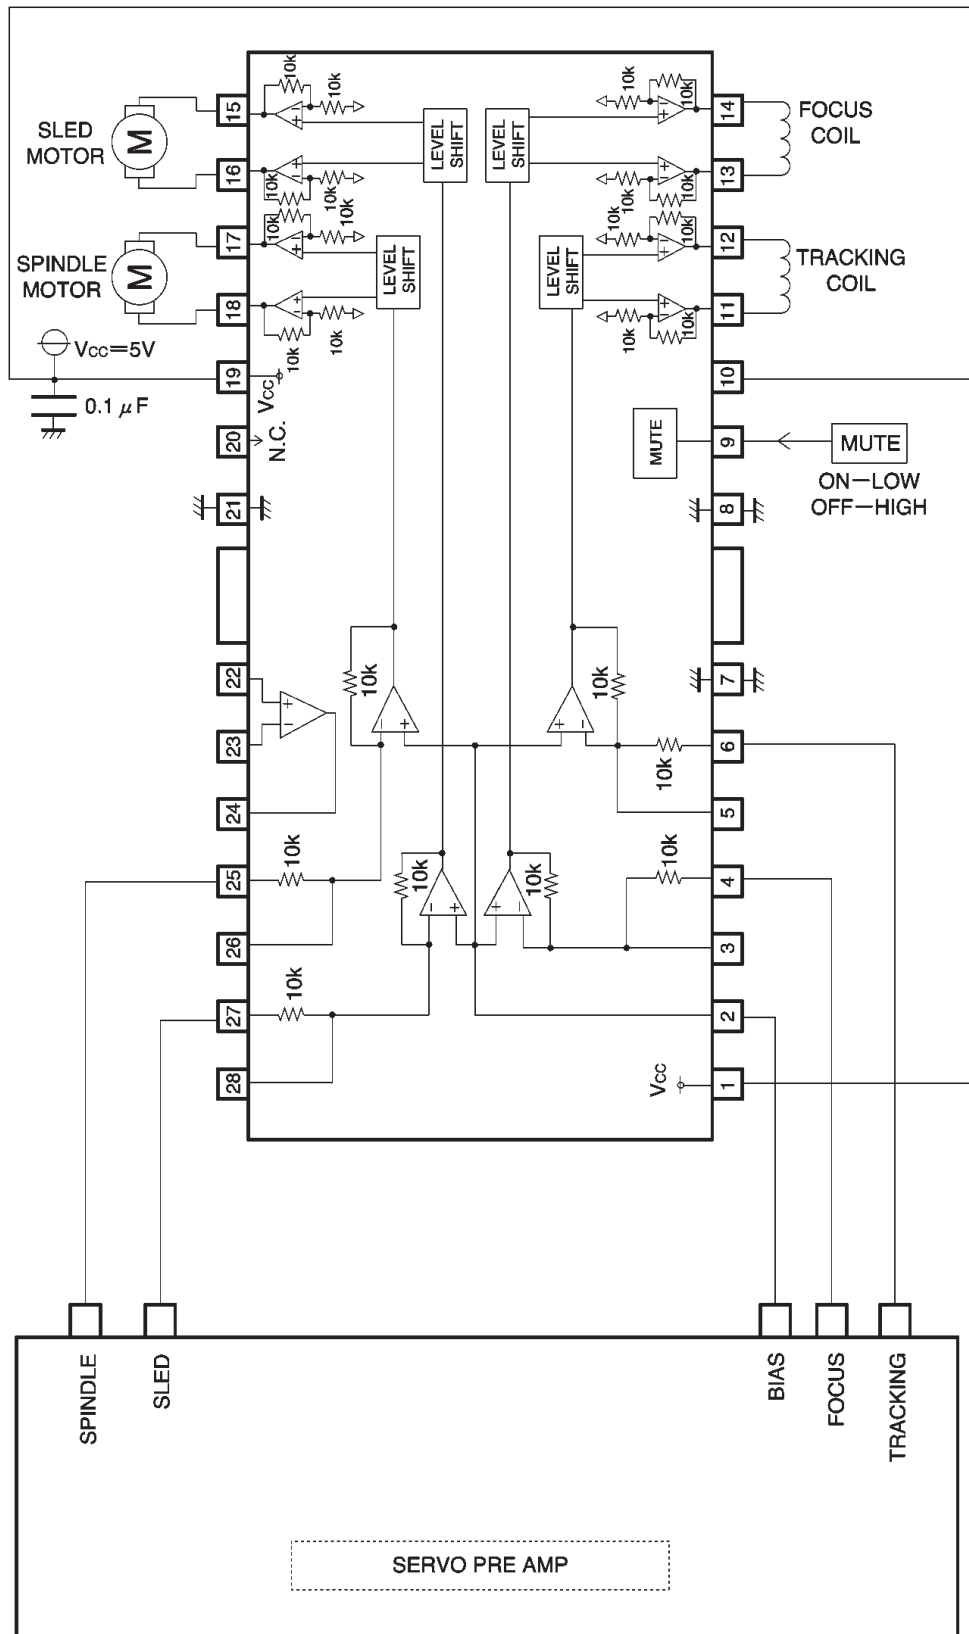 10k
10k
10k
10k
15
14
SLED
MOTOR
M
LEVEL
SHIFT
LEVEL
SHIFT
FOCUS
COIL
16
13
10k
10k
10k
10k
10k
10k
10k
10k
17
12
SPINDLE
MOTOR
M
LEVEL
SHIFT
LEVEL
SHIFT
TRACKING
COIL
18
11
10k
10k
10k
10k
VCC=5V
19
VCC
10
0.1 μF
20
N.C.
MUTE
9
MUTE
ON–LOW
OFF–HIGH
21
8
22
10k
10k
7
23
10k
6
24
5
25
10k
10k
10k
10k
4
26
3
27
10k
2
28
VCC
1
SPINDLE
SLED
BIAS
FOCUS
TRACKING
SERVO PRE AMP